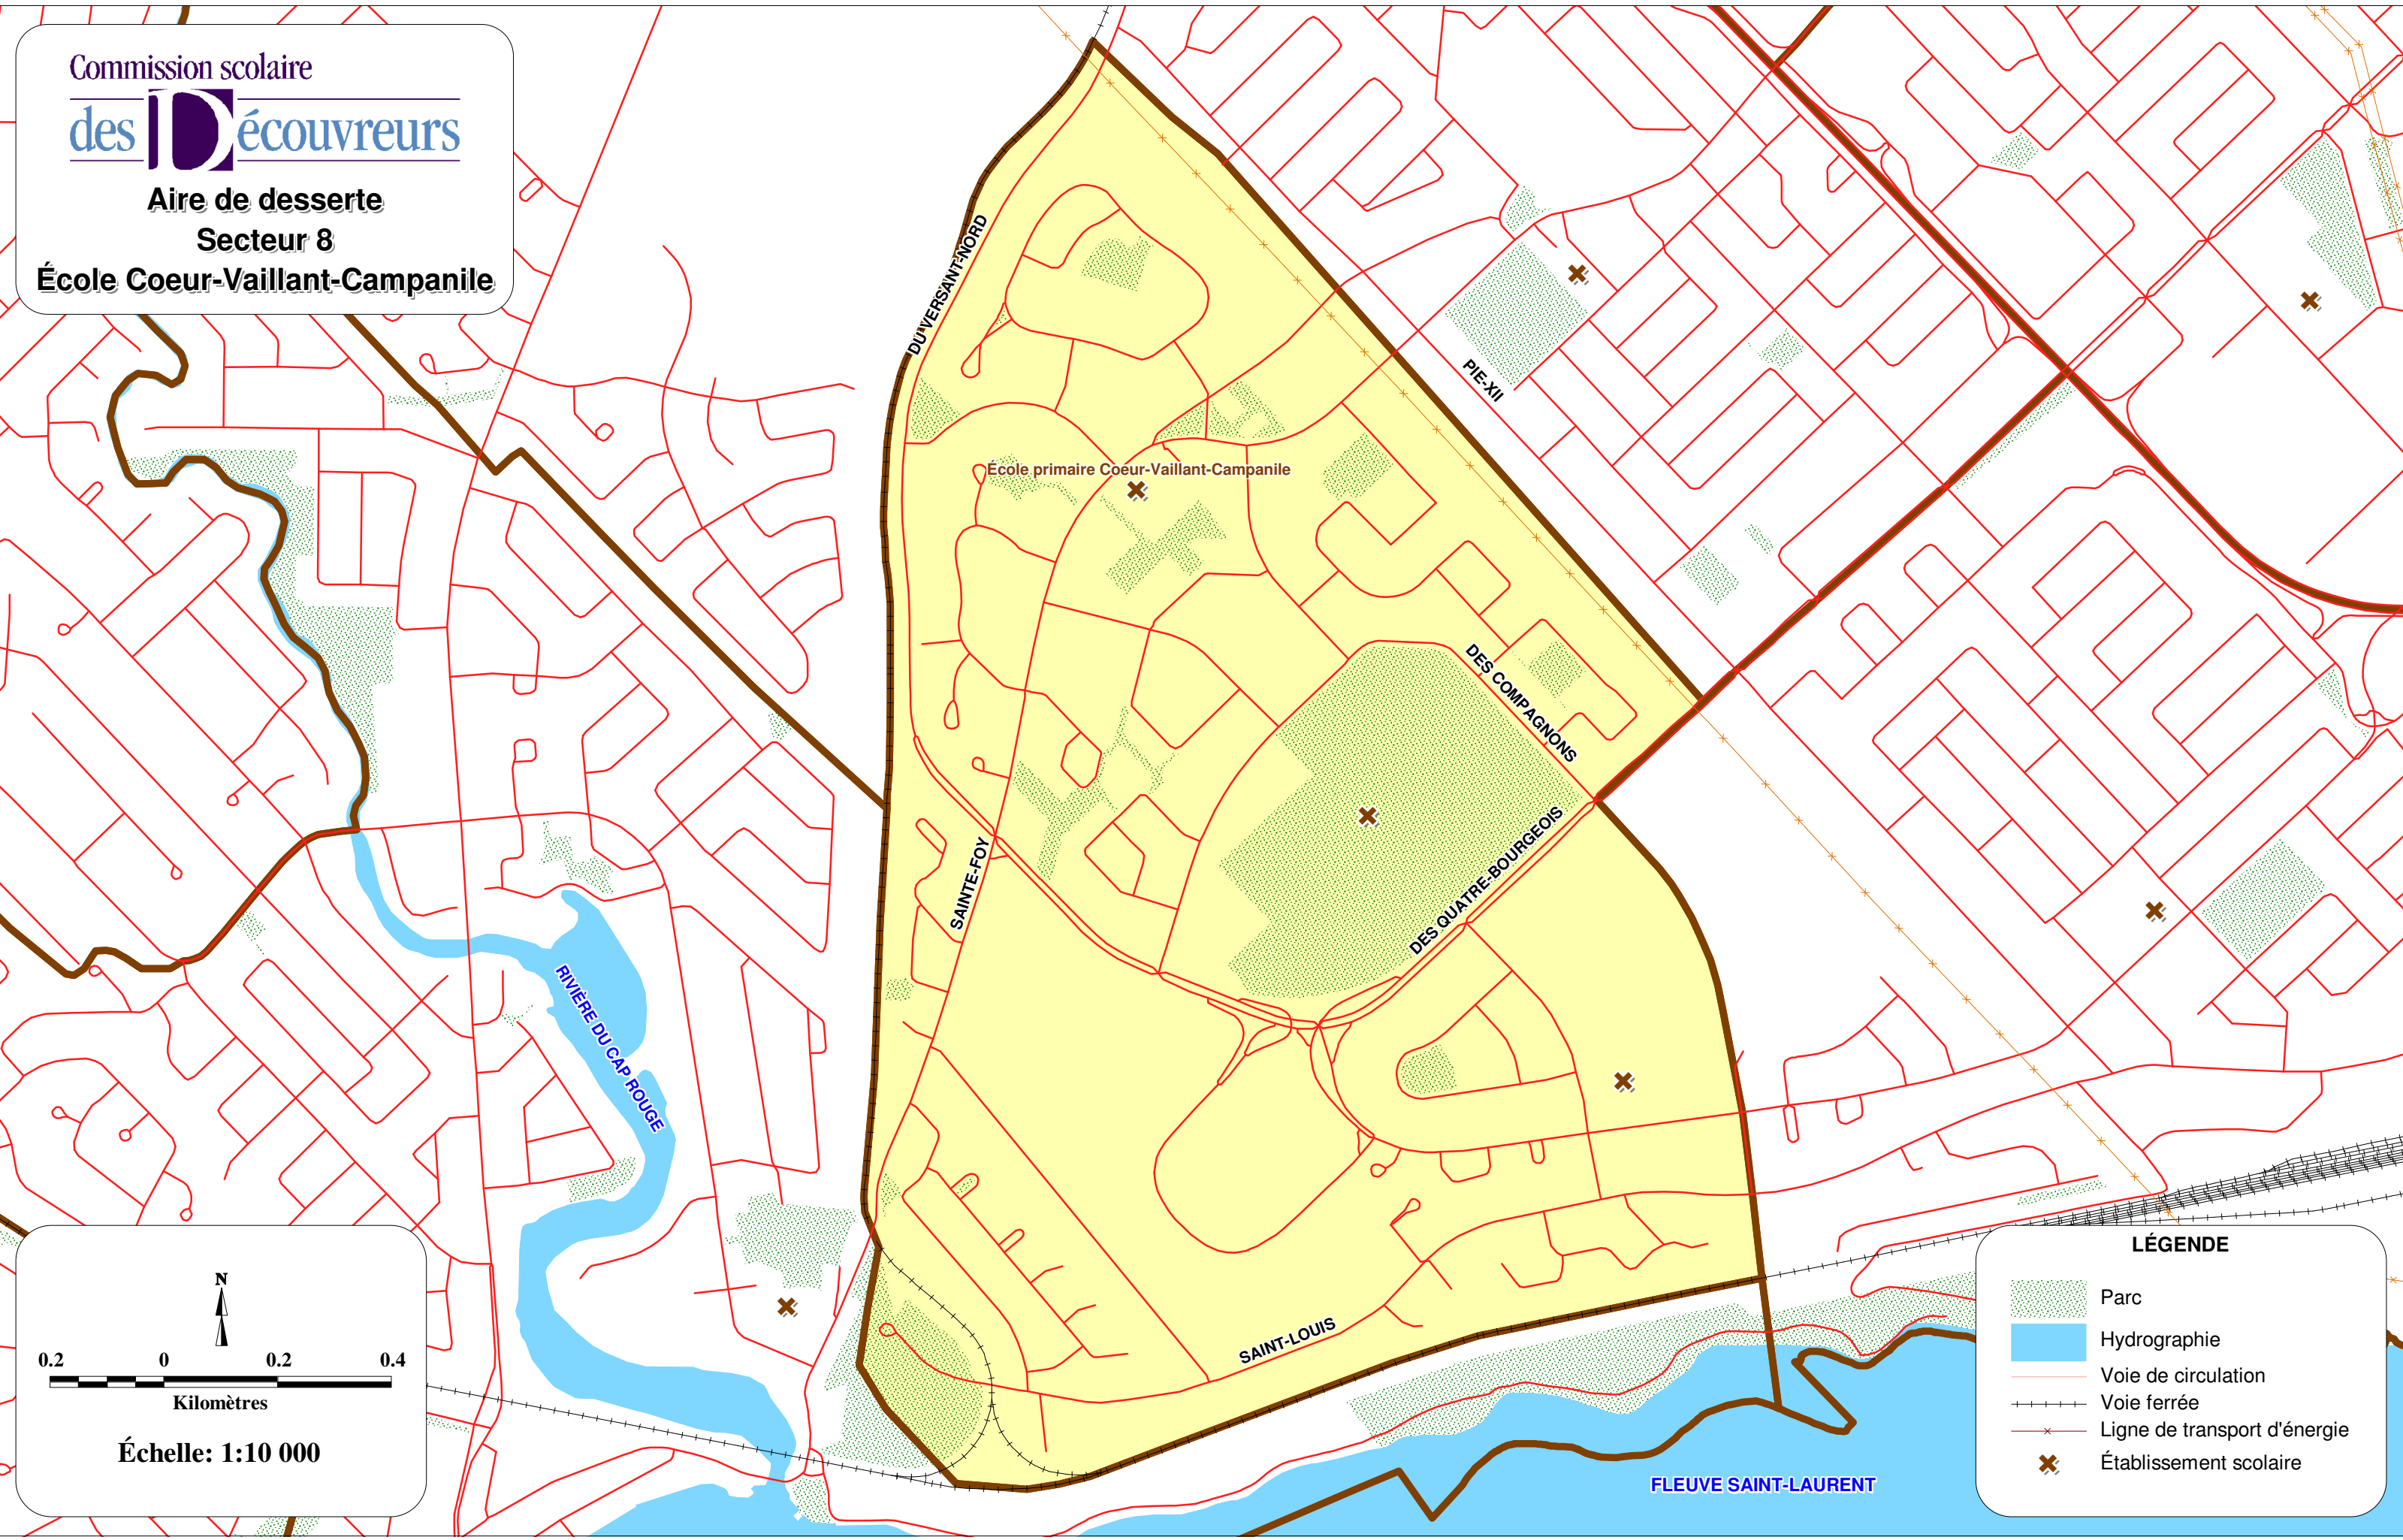 Commission scolaire
des Découvreurs
Aire de desserte
Secteur 8
École Coeur-Vaillant-Campanile
DU VERSANT-NORD
PIE-XII
École primaire Coeur-Vaillant-Campanile
DES COMPAGNONS
DES QUATRE-BOURGEOIS
SAINTE-FOY
RIVIÈRE DU CAP ROUGE
SAINT-LOUIS
FLEUVE SAINT-LAURENT
N
0.2 0 0.2 0.4
Kilomètres
Échelle: 1:10 000
LÉGENDE
Parc
Hydrographie
Voie de circulation
Voie ferrée
Ligne de transport d'énergie
Établissement scolaire